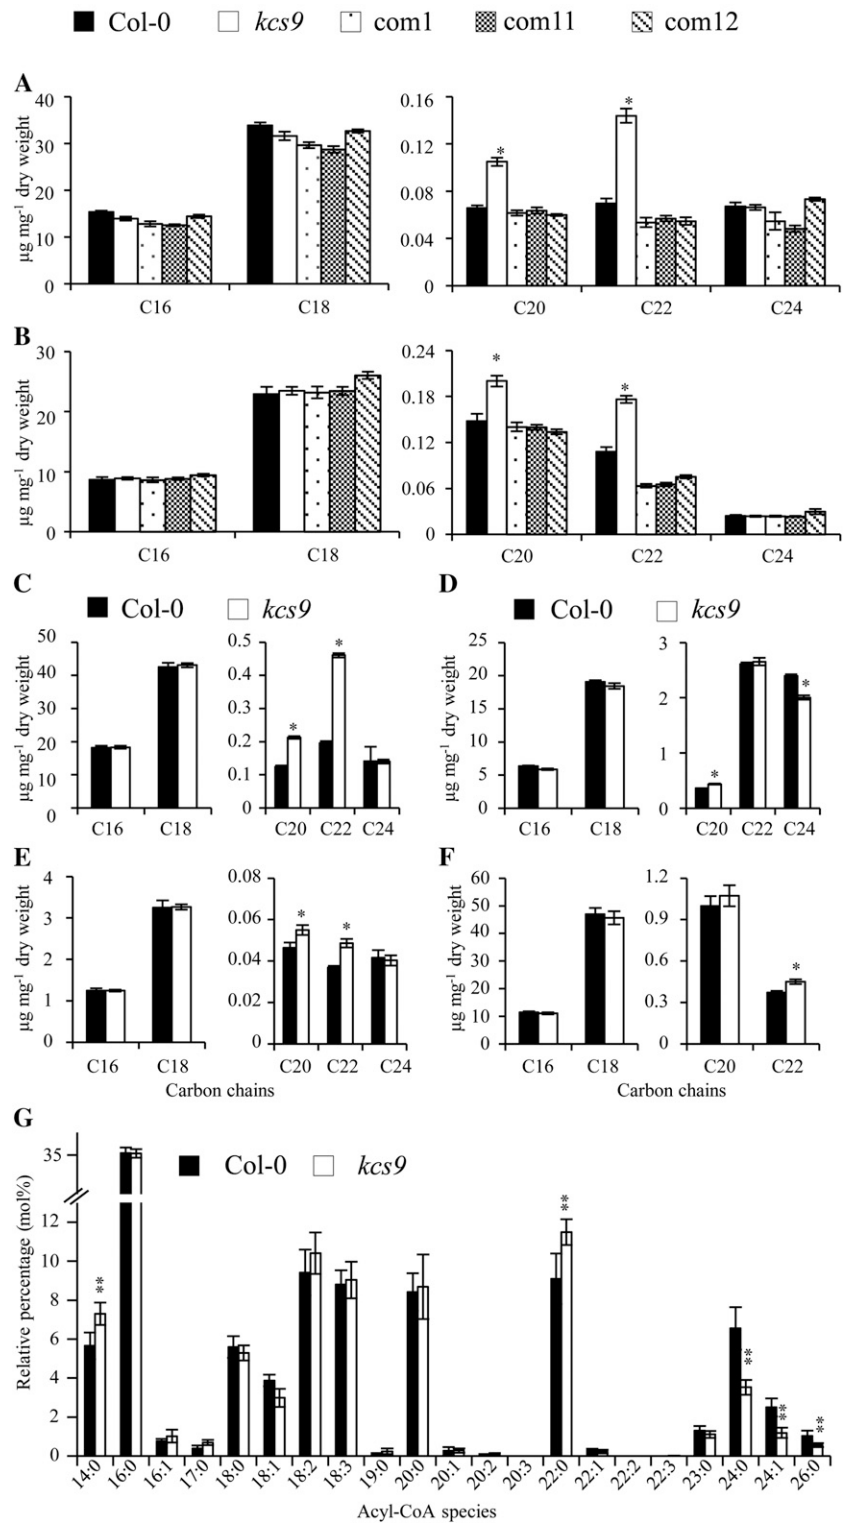 Col-0 kcs9 com1 com11 com12
A
µg mg-1 dry weight
40
30
20
10
0
C16 C18
0.16
0.12
0.08
0.04
0
* *
C20 C22 C24
B
µg mg-1 dry weight
30
20
10
0
C16 C18
0.24
0.18
0.12
0.06
0
* *
C20 C22 C24
C
Col-0 kcs9
µg mg-1 dry weight
50
40
30
20
10
0
C16 C18
0.5
0.4
0.3
0.2
0.1
0
* *
C20 C22 C24
D
Col-0 kcs9
µg mg-1 dry weight
25
20
15
10
5
0
C16 C18
3
2
1
0
* *
C20 C22 C24
E
µg mg-1 dry weight
4
3
2
1
0
C16 C18
0.08
0.06
0.04
0.02
0
* *
C20 C22 C24
Carbon chains
F
µg mg-1 dry weight
60
50
40
30
20
10
0
C16 C18
1.2
0.9
0.6
0.3
0
*
C20 C22
Carbon chains
G
Col-0 kcs9
Relative percentage (mol%)
35
12
10
8
6
4
2
0
** ** ** ** **
14:0 16:0 16:1 17:0 18:0 18:1 18:2 18:3 19:0 20:0 20:1 20:2 20:3 22:0 22:1 22:2 22:3 23:0 24:0 24:1 26:0
Acyl-CoA species